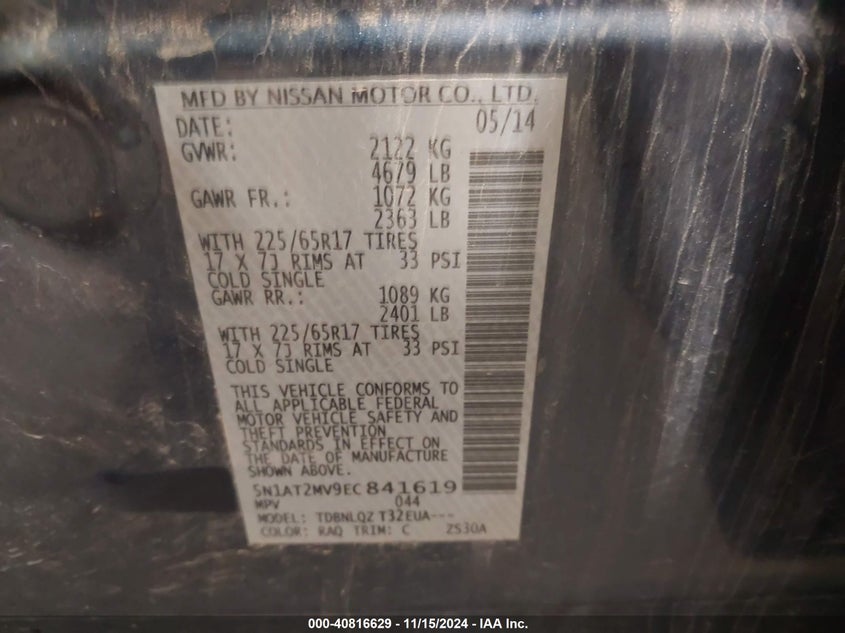 MFD BY NISSAN MOTOR CO., LTD.
DATE: 05/14
GVWR: 2122 KG
4679 LB
GAWR FR.: 1072 KG
2363 LB
WITH 225/65R17 TIRES
17 X 7J RIMS AT 33 PSI
COLD SINGLE
GAWR RR.: 1089 KG
2401 LB
WITH 225/65R17 TIRES
17 X 7J RIMS AT 33 PSI
COLD SINGLE
THIS VEHICLE CONFORMS TO
ALL APPLICABLE FEDERAL
MOTOR VEHICLE SAFETY AND
THEFT PREVENTION
STANDARDS IN EFFECT ON
THE DATE OF MANUFACTURE
SHOWN ABOVE.
5N1AT2MV9EC841619
MPV 044
MODEL: TDBNLQZ T32EUA---
COLOR: RAQ TRIM: C ZS30A
000-40816629 - 11/15/2024 - IAA Inc.